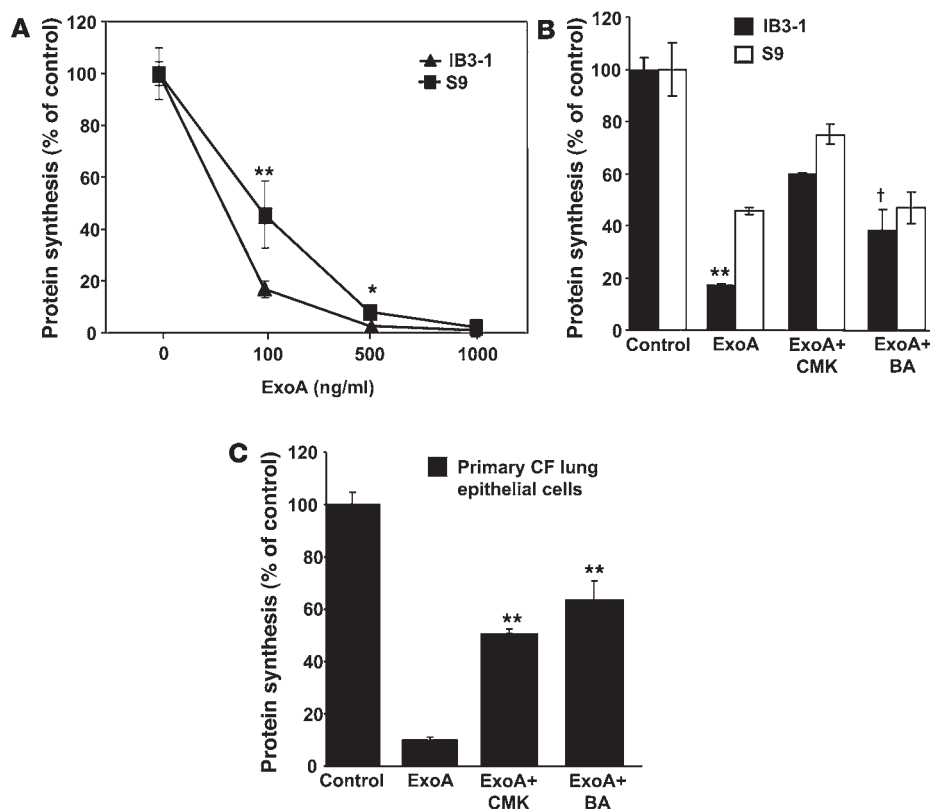 A
Protein synthesis (% of control)
120
100
80
60
40
20
0
**
*
IB3-1
S9
0 100 500 1000
ExoA (ng/ml)
B
Protein synthesis (% of control)
120
100
80
60
40
20
0
IB3-1
S9
**
†
Control ExoA ExoA+ ExoA+
CMK BA
C
Protein synthesis (% of control)
120
100
80
60
40
20
0
Primary CF lung
epithelial cells
**
**
Control ExoA ExoA+ ExoA+
CMK BA